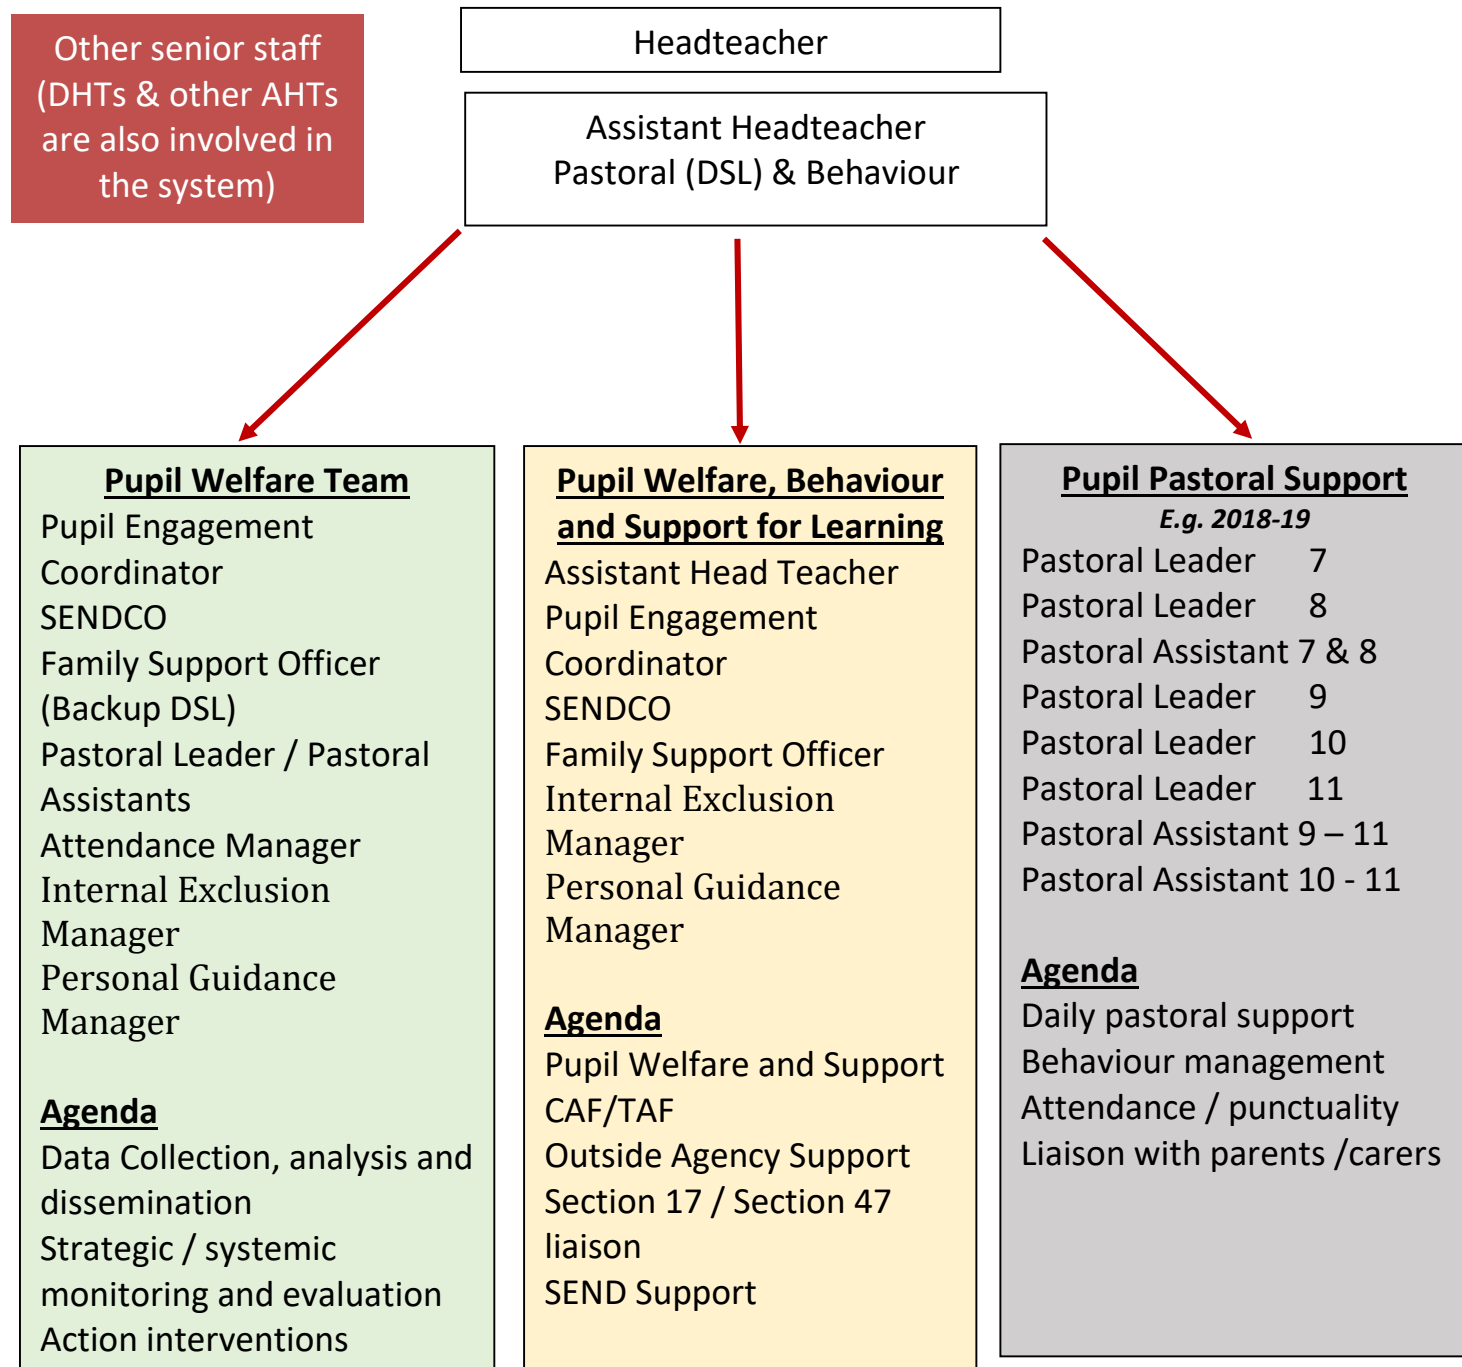 Other senior staff
(DHTs & other AHTs
are also involved in
the system)
Headteacher
Assistant Headteacher
Pastoral (DSL) & Behaviour
Pupil Welfare Team
Pupil Engagement
Coordinator
SENDCO
Family Support Officer
(Backup DSL)
Pastoral Leader / Pastoral
Assistants
Attendance Manager
Internal Exclusion
Manager
Personal Guidance
Manager
Agenda
Data Collection, analysis and
dissemination
Strategic / systemic
monitoring and evaluation
Action interventions
Pupil Welfare, Behaviour
and Support for Learning
Assistant Head Teacher
Pupil Engagement
Coordinator
SENDCO
Family Support Officer
Internal Exclusion
Manager
Personal Guidance
Manager
Agenda
Pupil Welfare and Support
CAF/TAF
Outside Agency Support
Section 17 / Section 47
liaison
SEND Support
Pupil Pastoral Support
E.g. 2018-19
Pastoral Leader 7
Pastoral Leader 8
Pastoral Assistant 7 & 8
Pastoral Leader 9
Pastoral Leader 10
Pastoral Leader 11
Pastoral Assistant 9 – 11
Pastoral Assistant 10 - 11
Agenda
Daily pastoral support
Behaviour management
Attendance / punctuality
Liaison with parents /carers